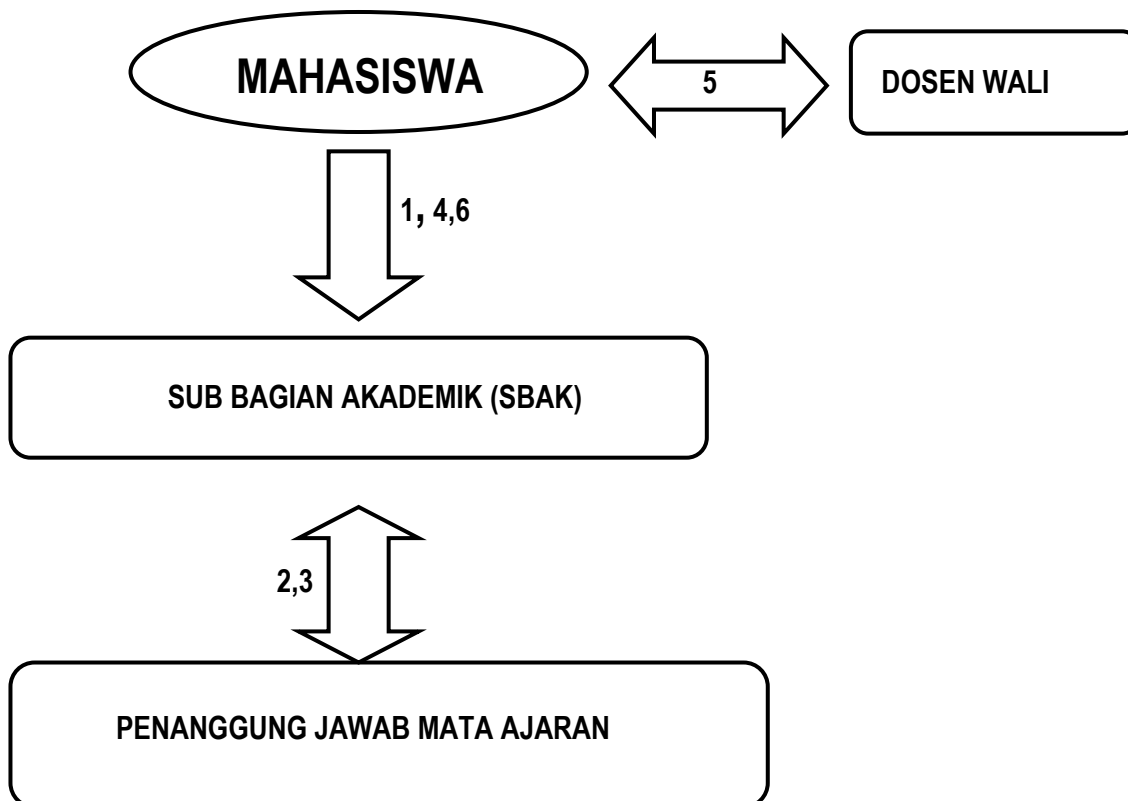 MAHASISWA
5
DOSEN WALI
1, 4,6
SUB BAGIAN AKADEMIK (SBAK)
2,3
PENANGGUNG JAWAB MATA AJARAN